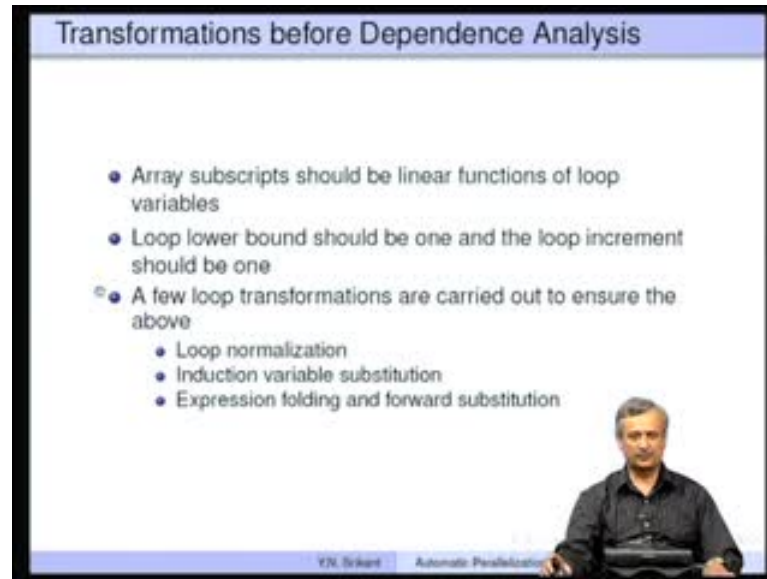 Transformations before Dependence Analysis
Array subscripts should be linear functions of loop
variables
Loop lower bound should be one and the loop increment
should be one
A few loop transformations are carried out to ensure the
above
Loop normalization
Induction variable substitution
Expression folding and forward substitution
Y.N. Srikant Automatic Parallelization